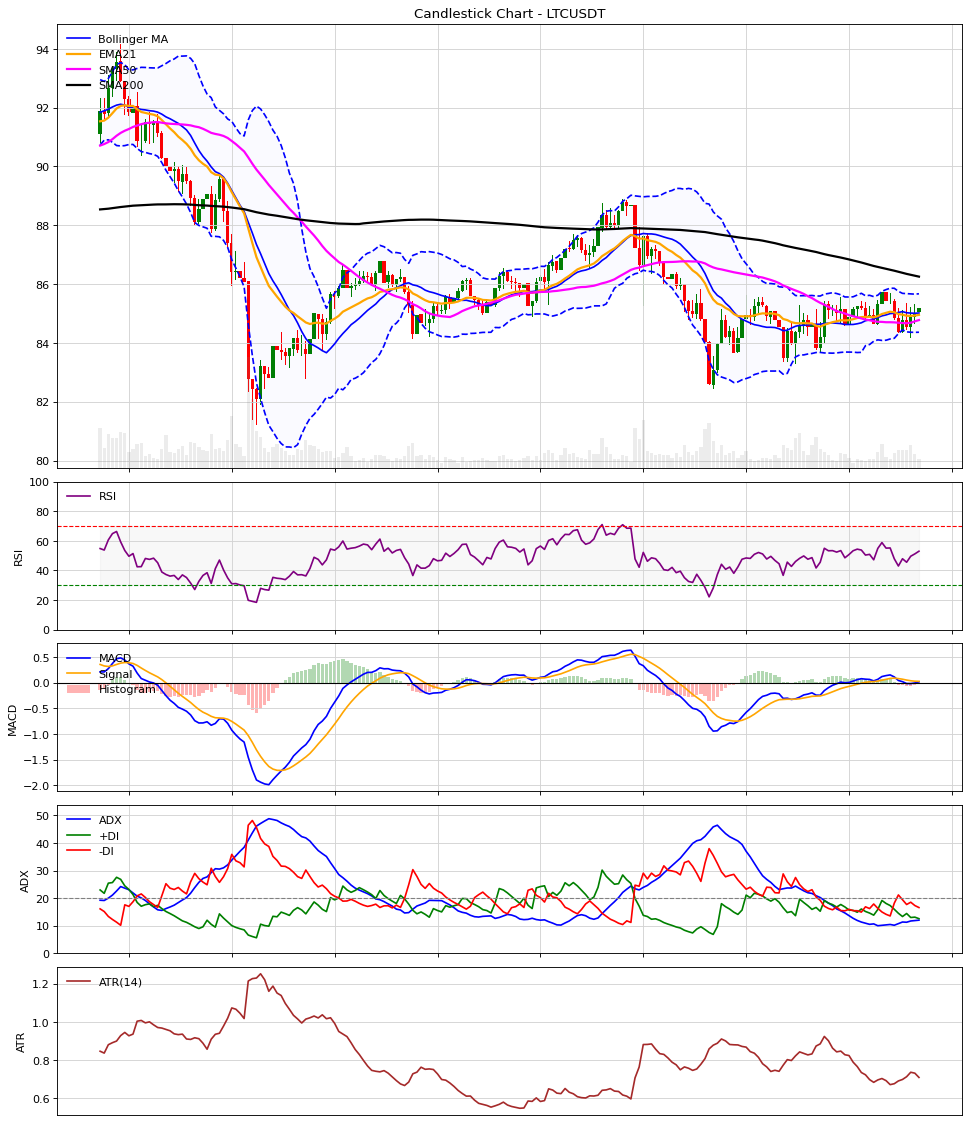 Candlestick Chart - LTCUSDT
94
92
90
88
86
84
82
80
Bollinger MA
EMA21
SMA50
SMA200
100
80
60
40
20
0
RSI
RSI
0.5
0.0
−0.5
−1.0
−1.5
−2.0
MACD
MACD
Signal
Histogram
50
40
30
20
10
0
ADX
ADX
+DI
-DI
1.2
1.0
0.8
0.6
ATR
ATR(14)